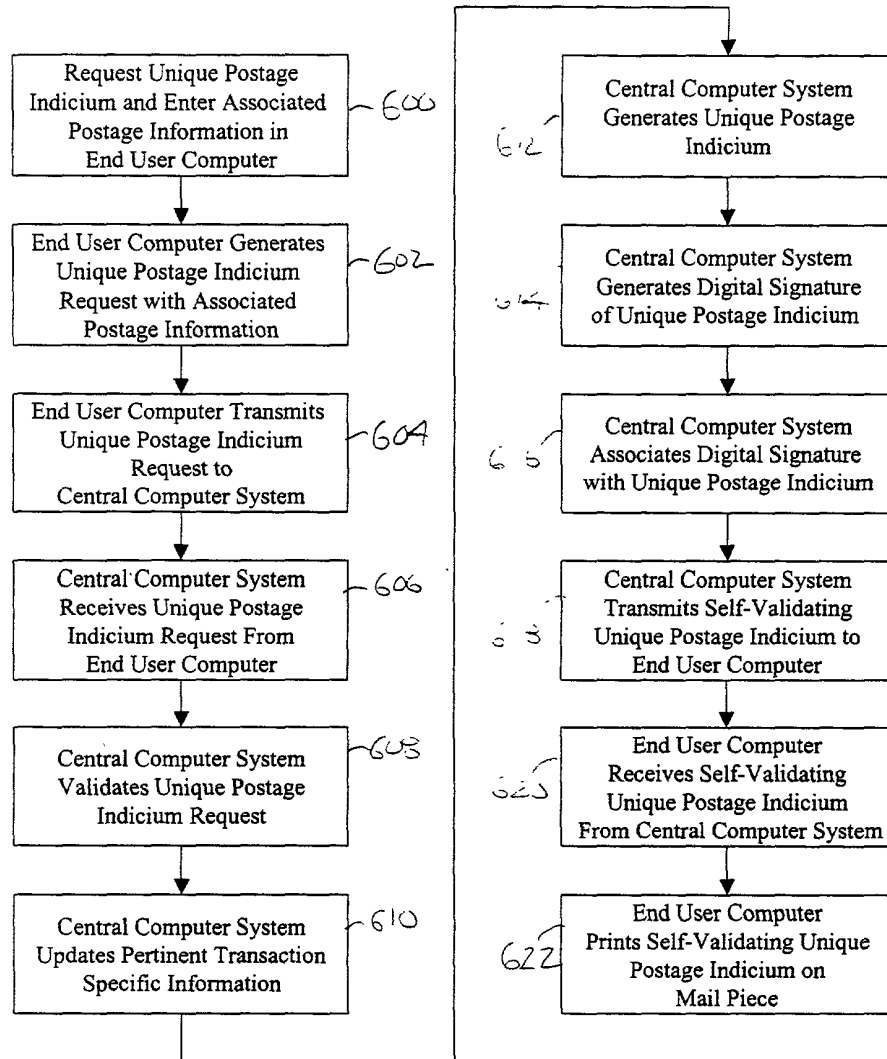 Request Unique Postage
Indicium and Enter Associated
Postage Information in
End User Computer
600
End User Computer Generates
Unique Postage Indicium
Request with Associated
Postage Information
602
End User Computer Transmits
Unique Postage Indicium
Request to
Central Computer System
604
Central Computer System
Receives Unique Postage
Indicium Request From
End User Computer
606
Central Computer System
Validates Unique Postage
Indicium Request
608
Central Computer System
Updates Pertinent Transaction
Specific Information
610
Central Computer System
Generates Unique Postage
Indicium
612
Central Computer System
Generates Digital Signature
of Unique Postage Indicium
Central Computer System
Associates Digital Signature
with Unique Postage Indicium
Central Computer System
Transmits Self-Validating
Unique Postage Indicium to
End User Computer
End User Computer
Receives Self-Validating
Unique Postage Indicium
From Central Computer System
End User Computer
Prints Self-Validating Unique
Postage Indicium on
Mail Piece
622